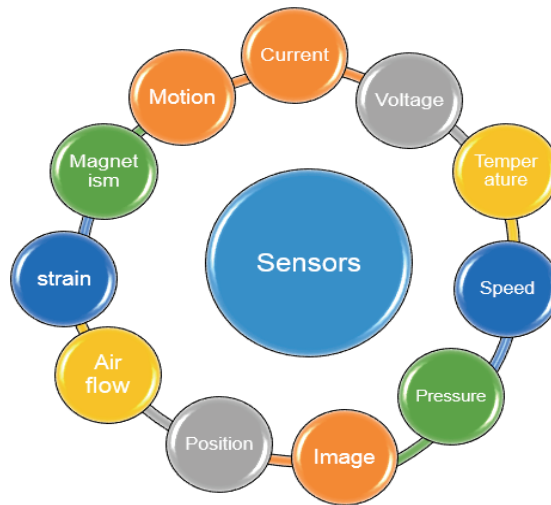 Current
Voltage
Temper
ature
Speed
Pressure
Image
Position
Air
flow
strain
Magnet
ism
Motion
Sensors